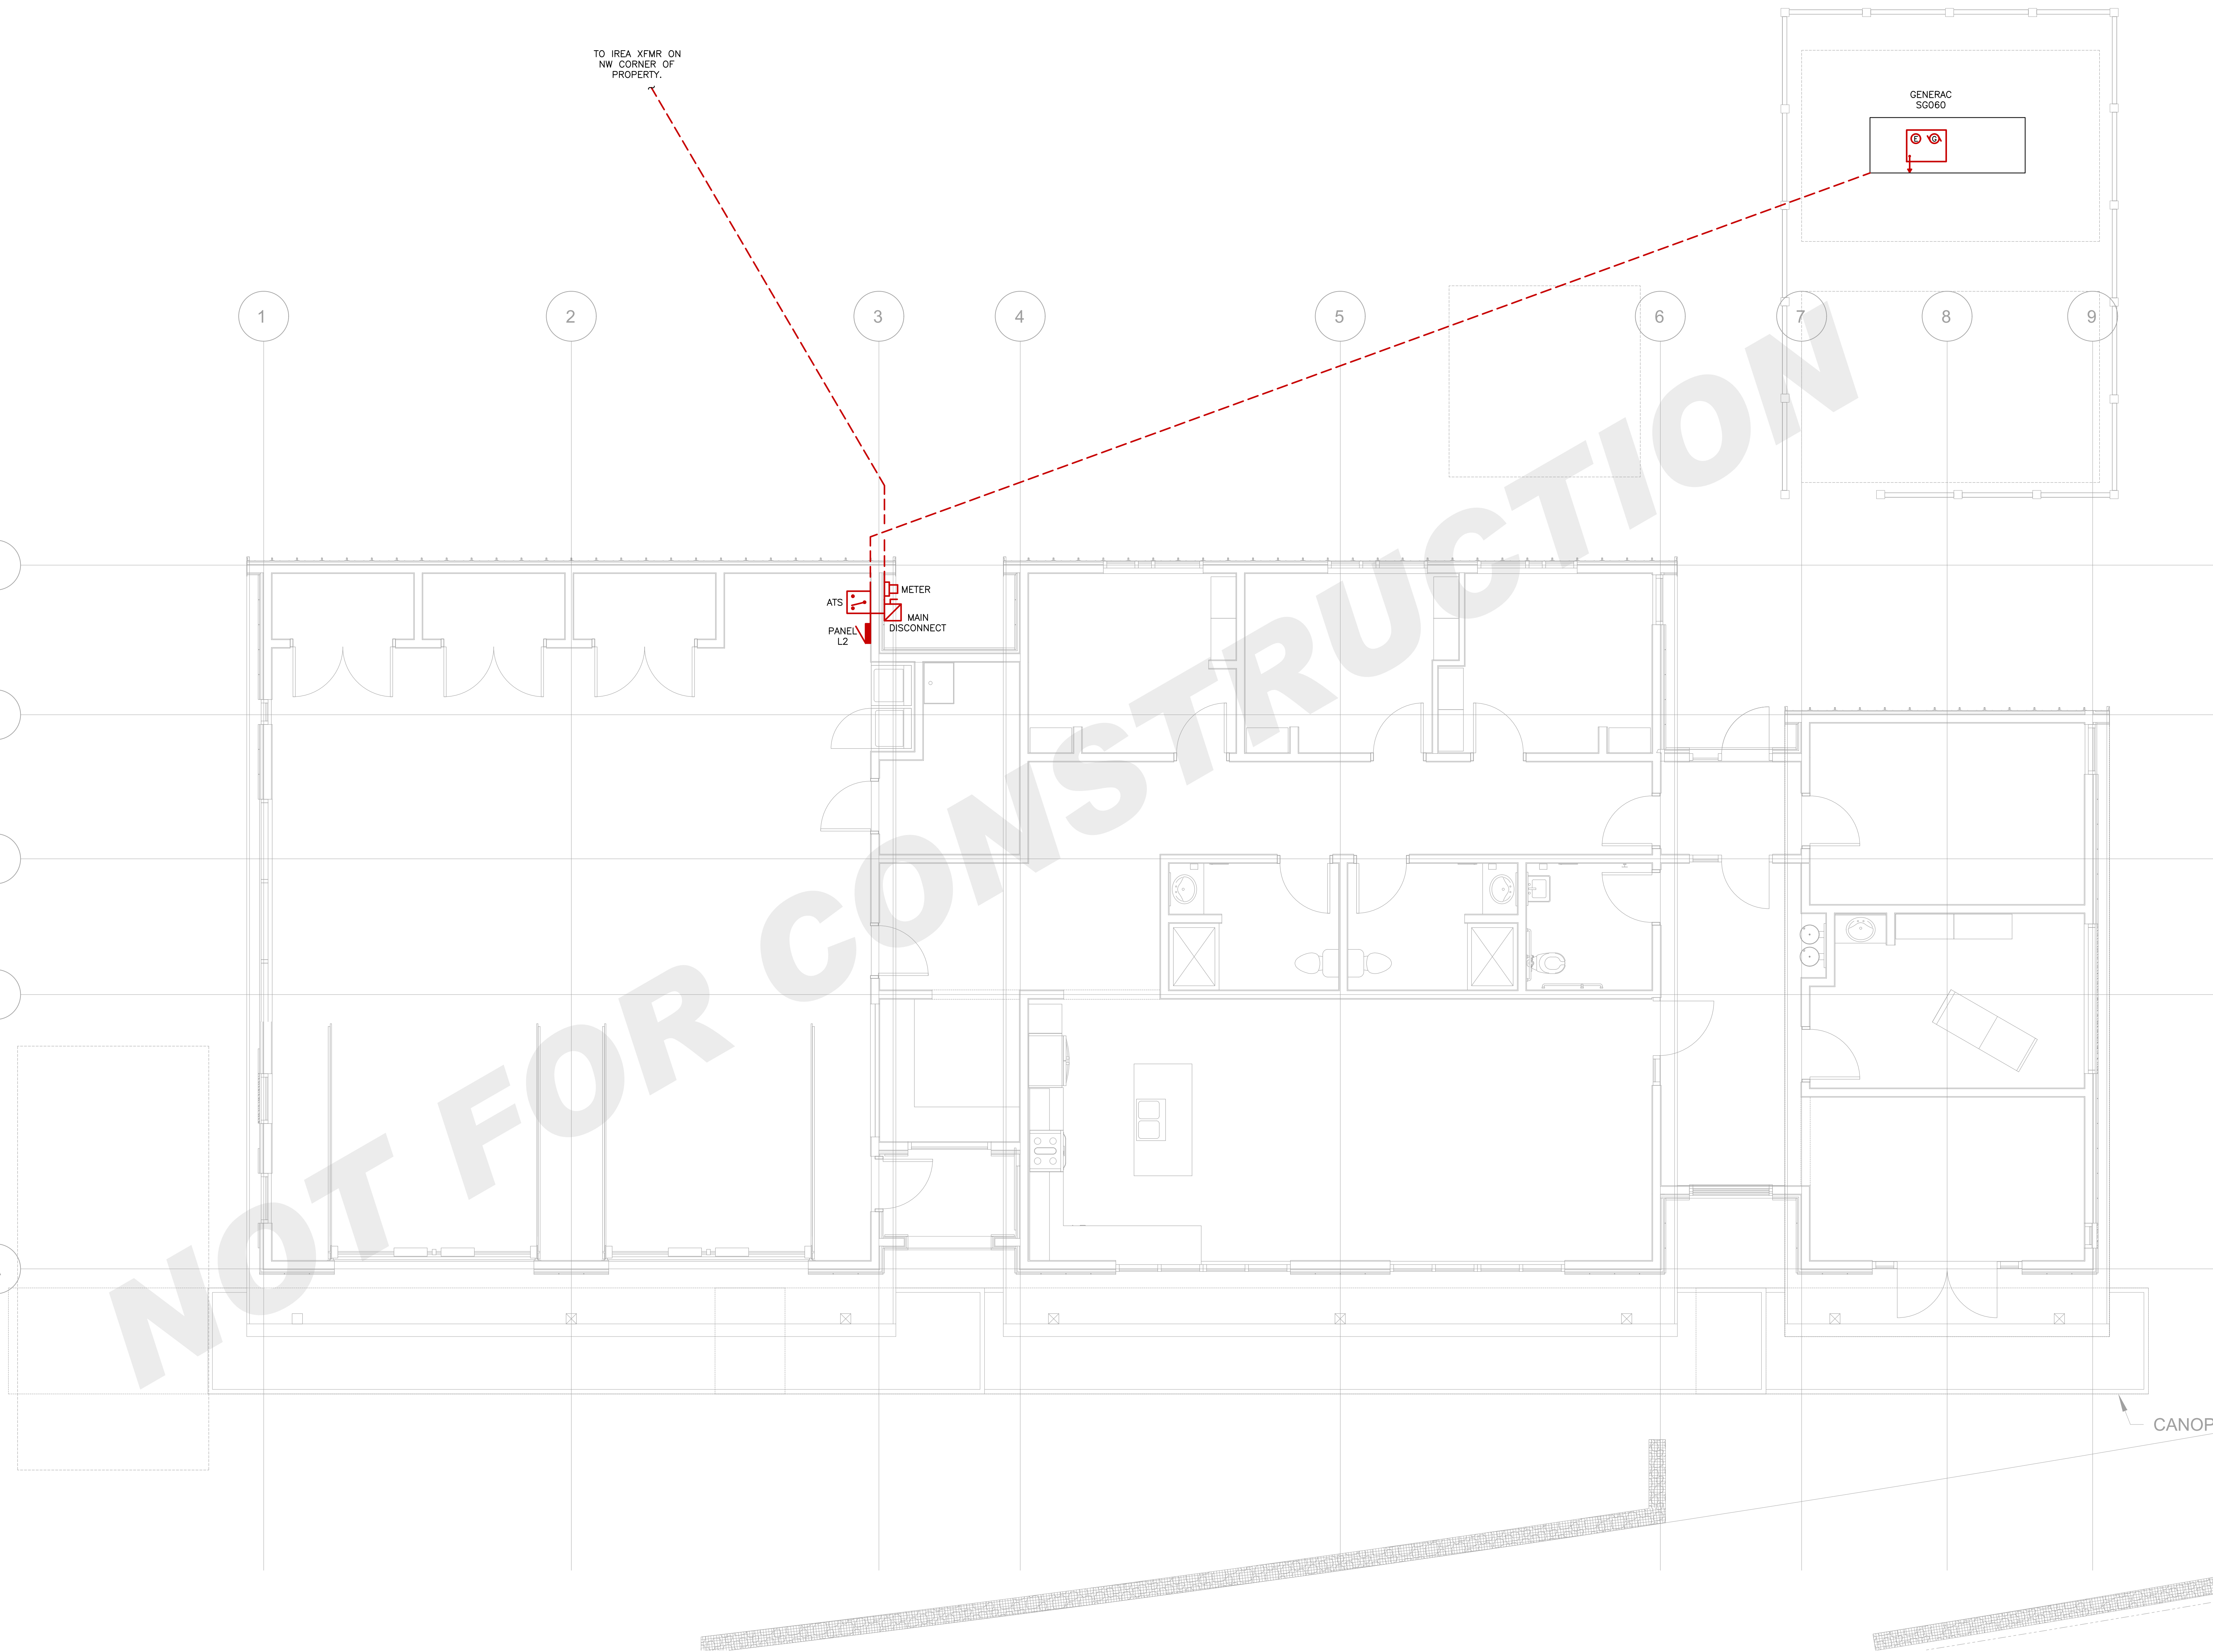 TO IREA XFMR ON
NW CORNER OF
PROPERTY.
GENERAC
SG060
E G
1 2 3 4 5 6 7 8 9
METER
ATS
MAIN
DISCONNECT
PANEL
L2
NOT FOR CONSTRUCTION
CANOP